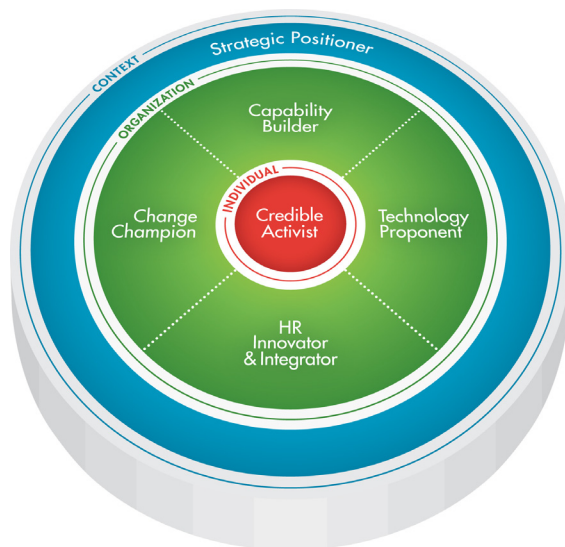 CONTEXT
Strategic Positioner
ORGANIZATION
Capability
Builder
INDIVIDUAL
Change
Champion
Credible
Activist
Technology
Proponent
HR
Innovator
& Integrator